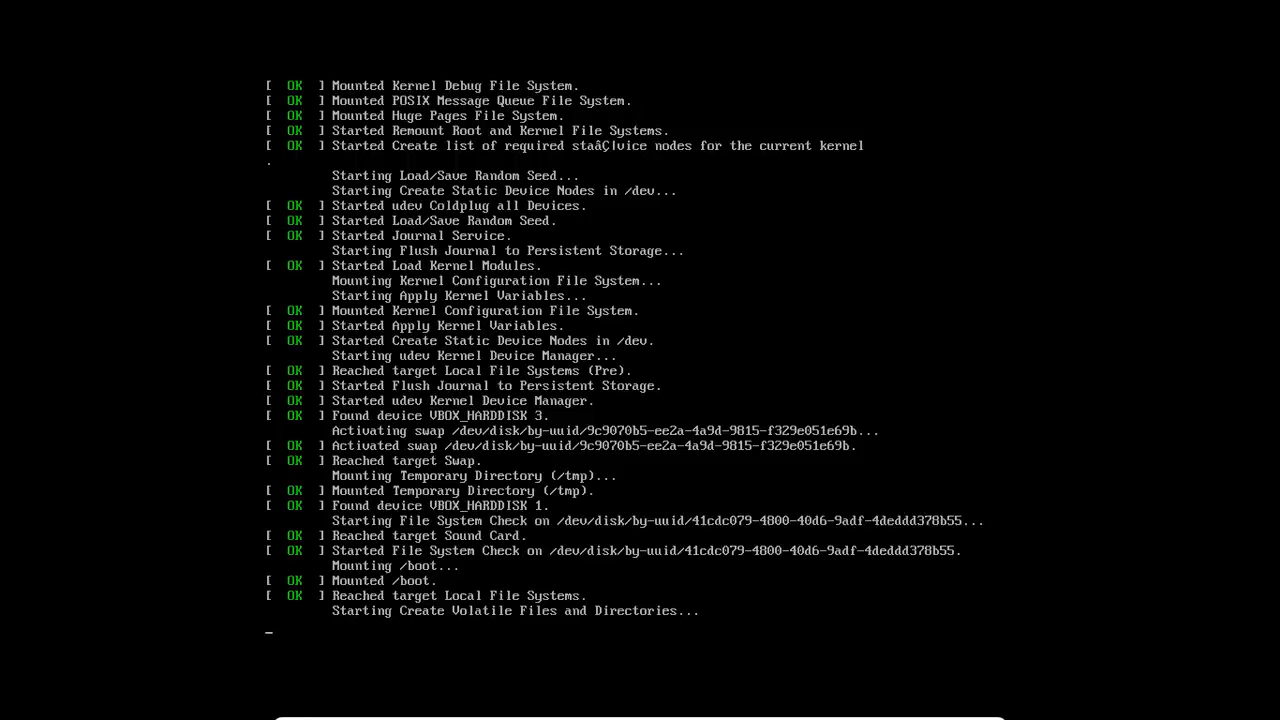 [  OK  ] Mounted Kernel Debug File System.
[  OK  ] Mounted POSIX Message Queue File System.
[  OK  ] Mounted Huge Pages File System.
[  OK  ] Started Remount Root and Kernel File Systems.
[  OK  ] Started Create list of required staâÇ|vice nodes for the current kernel
.
Starting Load/Save Random Seed...
Starting Create Static Device Nodes in /dev...
[  OK  ] Started udev Coldplug all Devices.
[  OK  ] Started Load/Save Random Seed.
[  OK  ] Started Journal Service.
Starting Flush Journal to Persistent Storage...
[  OK  ] Started Load Kernel Modules.
Mounting Kernel Configuration File System...
Starting Apply Kernel Variables...
[  OK  ] Mounted Kernel Configuration File System.
[  OK  ] Started Apply Kernel Variables.
[  OK  ] Started Create Static Device Nodes in /dev.
Starting udev Kernel Device Manager...
[  OK  ] Reached target Local File Systems (Pre).
[  OK  ] Started Flush Journal to Persistent Storage.
[  OK  ] Started udev Kernel Device Manager.
[  OK  ] Found device VBOX_HARDDISK 3.
Activating swap /dev/disk/by-uuid/9c9070b5-ee2a-4a9d-9815-f329e051e69b...
[  OK  ] Activated swap /dev/disk/by-uuid/9c9070b5-ee2a-4a9d-9815-f329e051e69b.
[  OK  ] Reached target Swap.
Mounting Temporary Directory (/tmp)...
[  OK  ] Mounted Temporary Directory (/tmp).
[  OK  ] Found device VBOX_HARDDISK 1.
Starting File System Check on /dev/disk/by-uuid/41cdc079-4800-40d6-9adf-4deddd378b55...
[  OK  ] Reached target Sound Card.
[  OK  ] Started File System Check on /dev/disk/by-uuid/41cdc079-4800-40d6-9adf-4deddd378b55.
Mounting /boot...
[  OK  ] Mounted /boot.
[  OK  ] Reached target Local File Systems.
Starting Create Volatile Files and Directories...
_